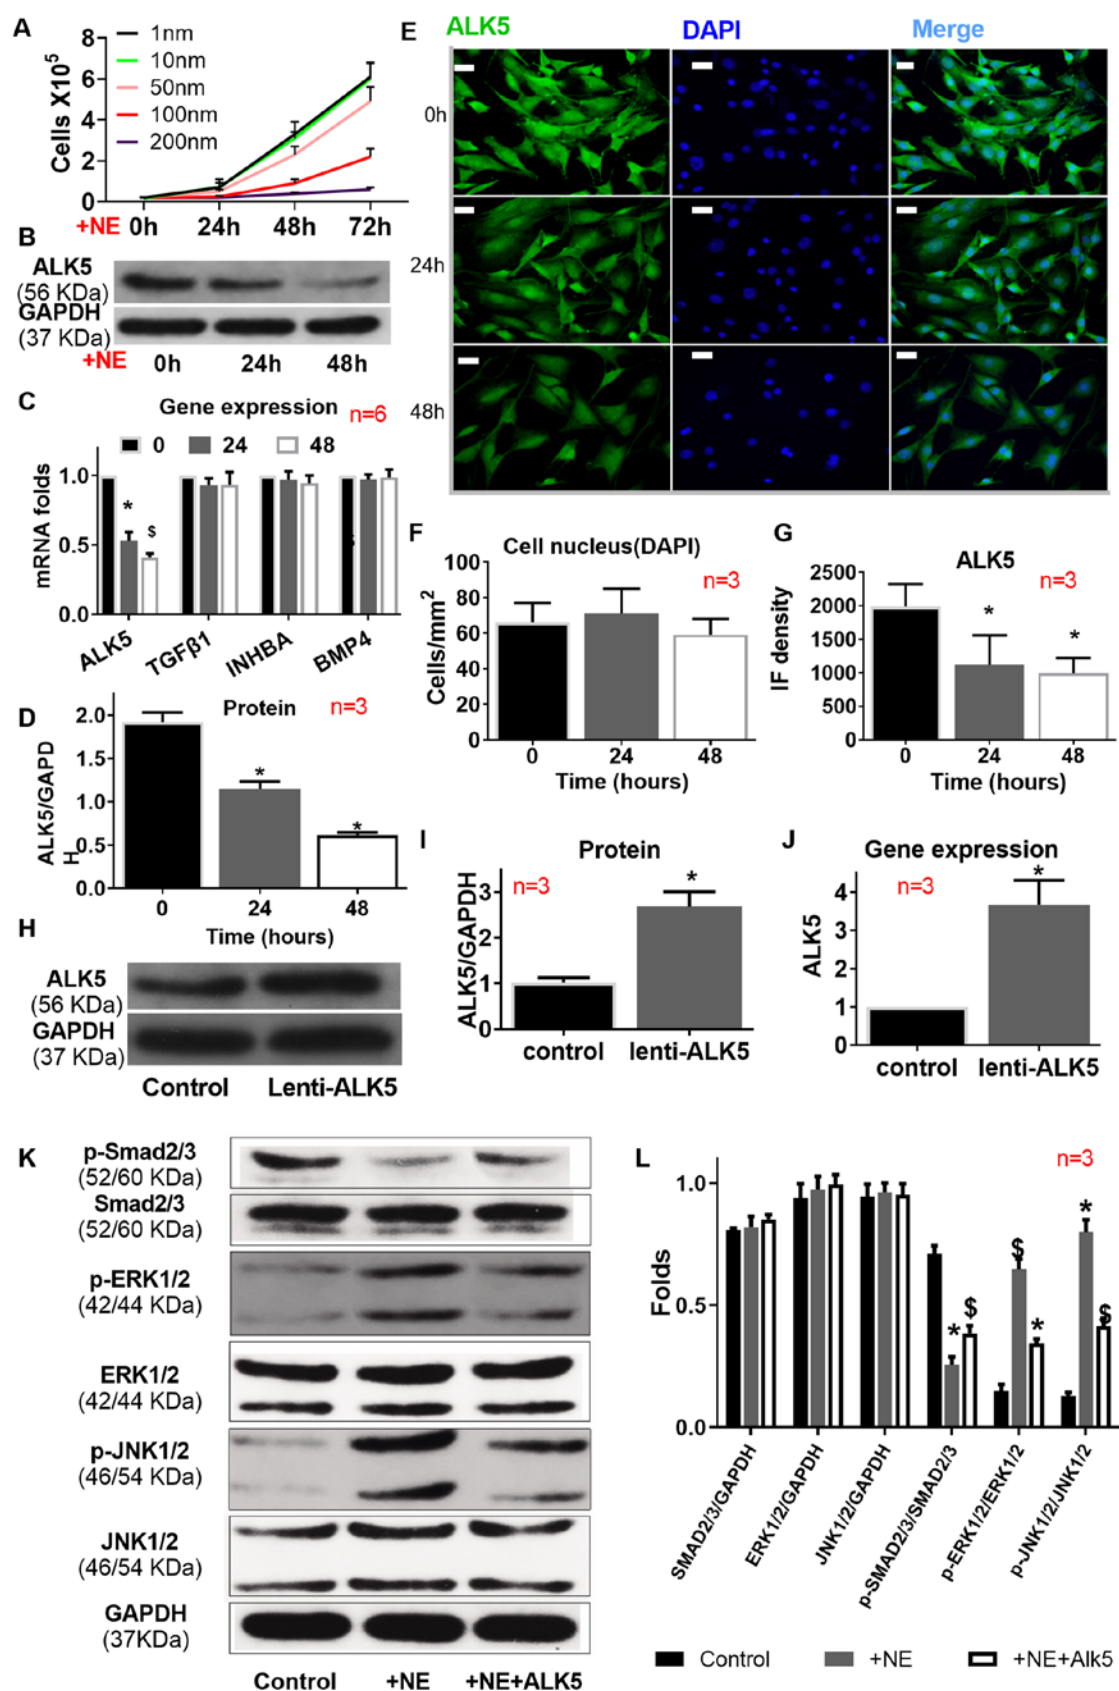 A
Cells X10⁵
8
6
4
2
0
1nm
10nm
50nm
100nm
200nm
+NE 0h 24h 48h 72h
B
ALK5
(56 KDa)
GAPDH
(37 KDa)
+NE 0h 24h 48h
C
Gene expression n=6
0 24 48
mRNA folds
1.0
0.5
0.0
* $
$
ALK5 TGFβ1 INHBA BMP4
D
Protein n=3
ALK5/GAPD
H
2.0
1.5
1.0
0.5
0.0
* *
0 24 48
Time (hours)
E
ALK5 DAPI Merge
0h
24h
48h
F
Cell nucleus(DAPI)
n=3
Cells/mm²
100
80
60
40
20
0
0 24 48
Time (hours)
G
ALK5
n=3
IF density
2500
2000
1500
1000
500
0
* *
0 24 48
Time (hours)
H
ALK5
(56 KDa)
GAPDH
(37 KDa)
Control Lenti-ALK5
I
Protein
n=3
ALK5/GAPDH
3
2
1
0
*
control lenti-ALK5
J
Gene expression
n=3
ALK5
4
3
2
1
0
*
control lenti-ALK5
K
p-Smad2/3
(52/60 KDa)
Smad2/3
(52/60 KDa)
p-ERK1/2
(42/44 KDa)
ERK1/2
(42/44 KDa)
p-JNK1/2
(46/54 KDa)
JNK1/2
(46/54 KDa)
GAPDH
(37KDa)
Control +NE +NE+ALK5
L
n=3
Folds
1.0
0.5
0.0
* $ $ * * $
SMAD2/3/GAPDH
ERK1/2/GAPDH
JNK1/2/GAPDH
p-SMAD2/3/SMAD2/3
p-ERK1/2/ERK1/2
p-JNK1/2/JNK1/2
Control +NE +NE+Alk5